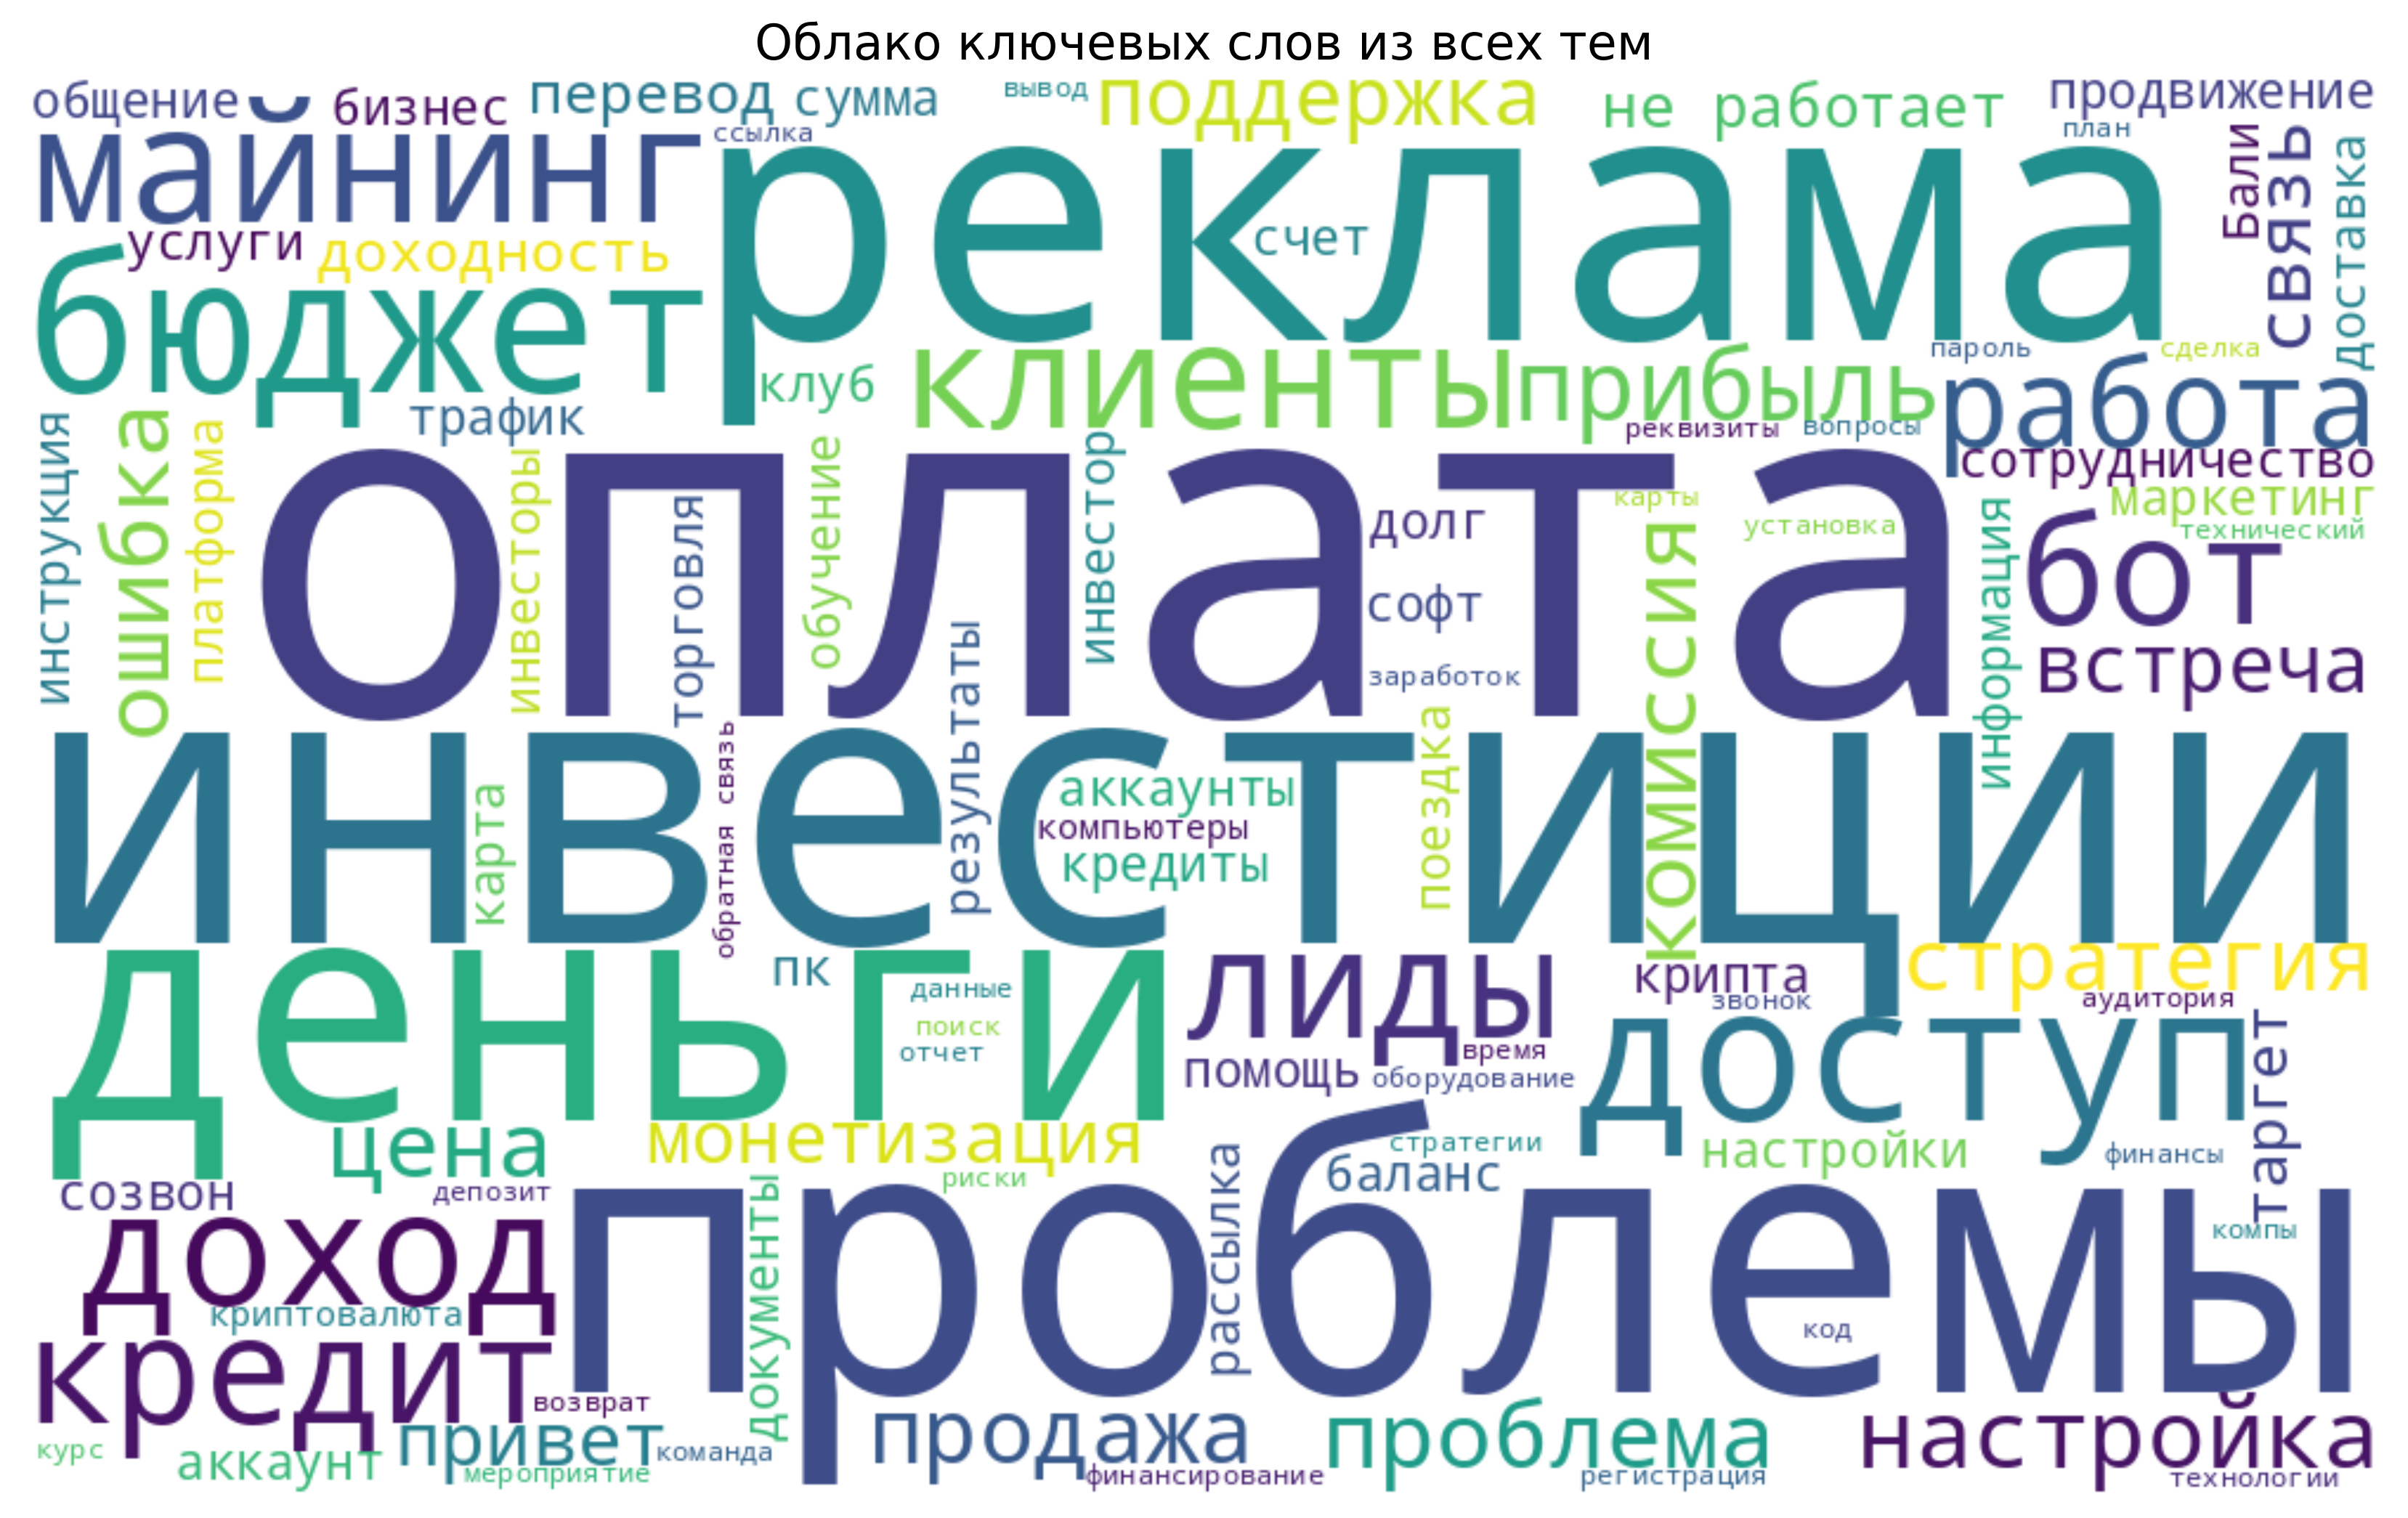 Облако ключевых слов из всех тем
общение
бизнес
перевод
сумма
вывод
поддержка
не работает
продвижение
майнинг
ссылка
реклама
план
Бали
связь
доставка
услуги
доходность
счет
бюджет
клуб
клиенты
прибыль
пароль
сделка
работа
трафик
реквизиты
вопросы
сотрудничество
инструкция
ошибка
платформа
оплата
инвесторы
торговля
обучение
инвестор
результаты
долг
карты
установка
софт
заработок
комиссия
информация
маркетинг
технический
бот
встреча
инвестиции
карта
обратная связь
аккаунты
компьютеры
кредиты
поездка
деньги
пк
данные
поиск
отчет
лиды
крипта
звонок
стратегия
аудитория
время
помощь
оборудование
доступ
таргет
цена
монетизация
стратегии
баланс
настройки
финансы
созвон
депозит
риски
доход
документы
проблемы
рассылка
компы
код
криптовалюта
кредит
возврат
курс
аккаунт
привет
команда
мероприятие
продажа
финансирование
проблема
регистрация
настройка
технологии